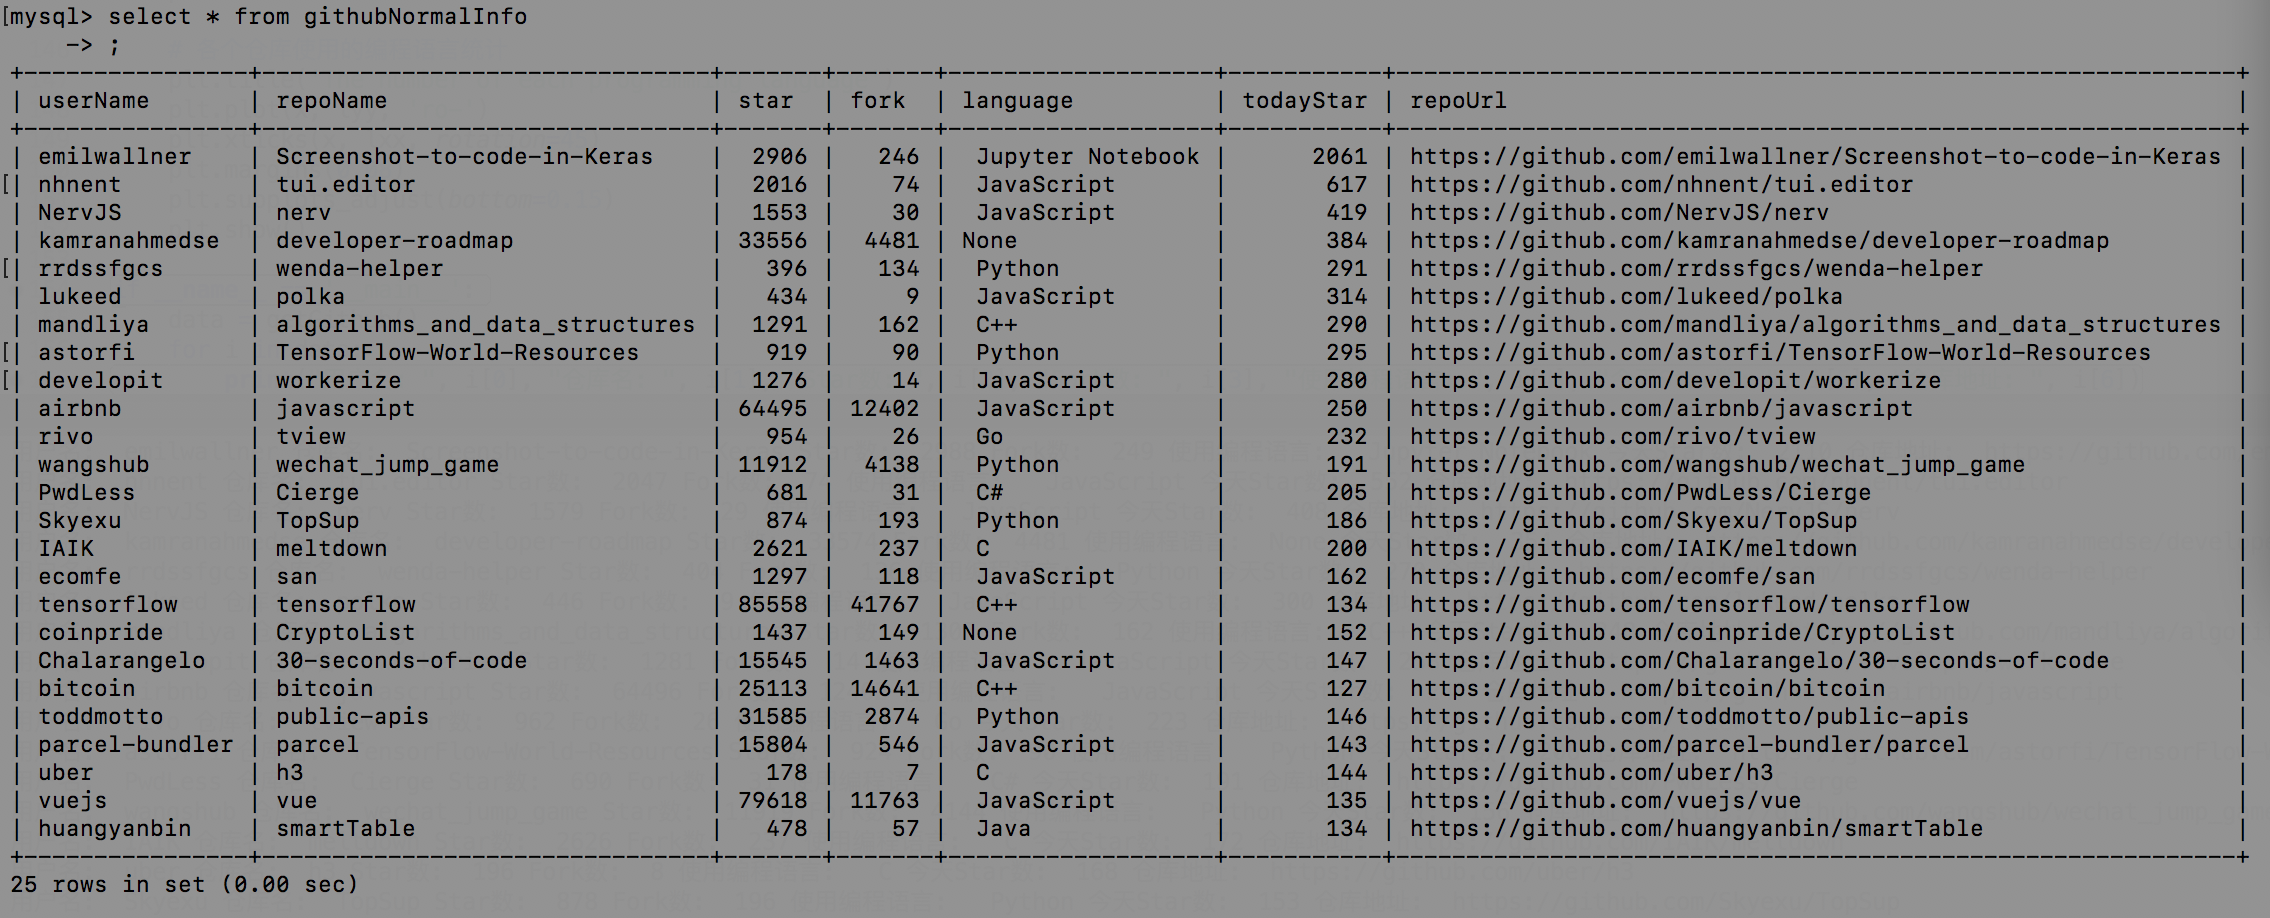 [mysql> select * from githubNormalInfo
    -> ;
+-----------------+---------------------------------+-------+-------+--------------------+-----------+-------------------------------------------------------------+
| userName        | repoName                        | star  | fork  | language           | todayStar | repoUrl                                                     |
+-----------------+---------------------------------+-------+-------+--------------------+-----------+-------------------------------------------------------------+
| emilwallner     | Screenshot-to-code-in-Keras     |  2906 |   246 |  Jupyter Notebook  |      2061 | https://github.com/emilwallner/Screenshot-to-code-in-Keras  |
[| nhnent          | tui.editor                      |  2016 |    74 |  JavaScript        |       617 | https://github.com/nhnent/tui.editor                        |
| NervJS          | nerv                            |  1553 |    30 |  JavaScript        |       419 | https://github.com/NervJS/nerv                              |
| kamranahmedse   | developer-roadmap               | 33556 |  4481 | None               |       384 | https://github.com/kamranahmedse/developer-roadmap          |
[| rrdssfgcs       | wenda-helper                    |   396 |   134 |  Python            |       291 | https://github.com/rrdssfgcs/wenda-helper                   |
| lukeed          | polka                           |   434 |     9 |  JavaScript        |       314 | https://github.com/lukeed/polka                             |
| mandliya        | algorithms_and_data_structures  |  1291 |   162 |  C++               |       290 | https://github.com/mandliya/algorithms_and_data_structures  |
[| astorfi         | TensorFlow-World-Resources      |   919 |    90 |  Python            |       295 | https://github.com/astorfi/TensorFlow-World-Resources       |
[| developit       | workerize                       |  1276 |    14 |  JavaScript        |       280 | https://github.com/developit/workerize                      |
| airbnb          | javascript                      | 64495 | 12402 |  JavaScript        |       250 | https://github.com/airbnb/javascript                        |
| rivo            | tview                           |   954 |    26 |  Go                |       232 | https://github.com/rivo/tview                               |
| wangshub        | wechat_jump_game                | 11912 |  4138 |  Python            |       191 | https://github.com/wangshub/wechat_jump_game                |
| PwdLess         | Cierge                          |   681 |    31 |  C#                |       205 | https://github.com/PwdLess/Cierge                           |
| Skyexu          | TopSup                          |   874 |   193 |  Python            |       186 | https://github.com/Skyexu/TopSup                            |
| IAIK            | meltdown                        |  2621 |   237 |  C                 |       200 | https://github.com/IAIK/meltdown                            |
| ecomfe          | san                             |  1297 |   118 |  JavaScript        |       162 | https://github.com/ecomfe/san                               |
| tensorflow      | tensorflow                      | 85558 | 41767 |  C++               |       134 | https://github.com/tensorflow/tensorflow                    |
| coinpride       | CryptoList                      |  1437 |   149 | None               |       152 | https://github.com/coinpride/CryptoList                     |
| Chalarangelo    | 30-seconds-of-code              | 15545 |  1463 |  JavaScript        |       147 | https://github.com/Chalarangelo/30-seconds-of-code          |
| bitcoin         | bitcoin                         | 25113 | 14641 |  C++               |       127 | https://github.com/bitcoin/bitcoin                          |
| toddmotto       | public-apis                     | 31585 |  2874 |  Python            |       146 | https://github.com/toddmotto/public-apis                    |
| parcel-bundler  | parcel                          | 15804 |   546 |  JavaScript        |       143 | https://github.com/parcel-bundler/parcel                    |
| uber            | h3                              |   178 |     7 |  C                 |       144 | https://github.com/uber/h3                                  |
| vuejs           | vue                             | 79618 | 11763 |  JavaScript        |       135 | https://github.com/vuejs/vue                                |
| huangyanbin     | smartTable                      |   478 |    57 |  Java              |       134 | https://github.com/huangyanbin/smartTable                   |
+-----------------+---------------------------------+-------+-------+--------------------+-----------+-------------------------------------------------------------+
25 rows in set (0.00 sec)